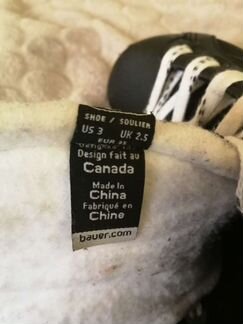 SHOE / SOULIER
US 3 UK 2.5
Design fait au
Canada
Made In
China
Fabriqué en
Chine
bauer.com